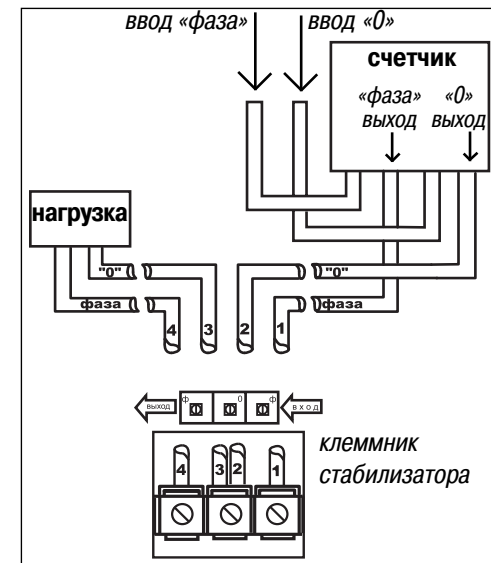 ввод «фаза» ввод «0»
счетчик
«фаза» «0»
выход выход
нагрузка
"0" "0"
фаза фаза
4 3 2 1
ф 0 ф
выход вход
4 3 2 1
клеммник
стабилизатора